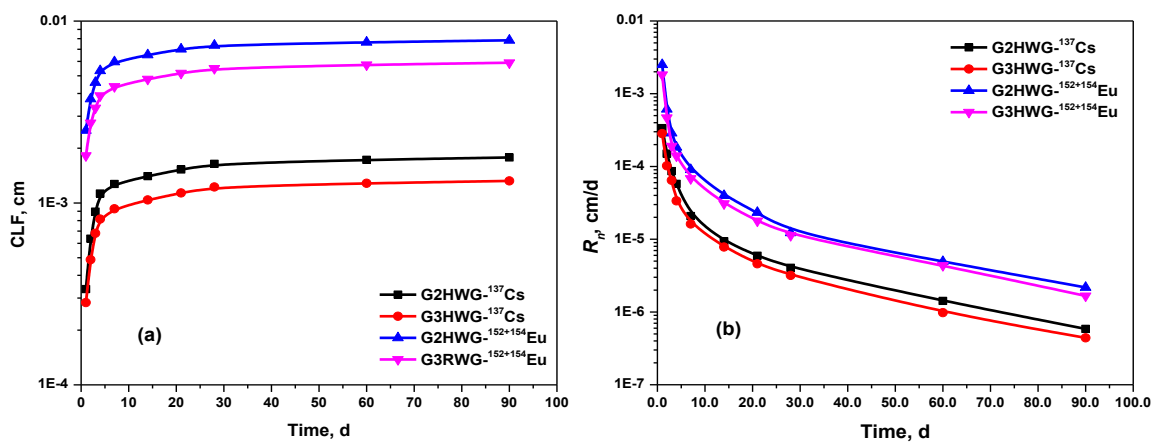 0.01
1E-3
1E-4
CLF, cm
0 10 20 30 40 50 60 70 80 90 100
Time, d
(a)
G2HWG-¹³⁷Cs
G3HWG-¹³⁷Cs
G2HWG-¹⁵²⁺¹⁵⁴Eu
G3RWG-¹⁵²⁺¹⁵⁴Eu
0.01
1E-3
1E-4
1E-5
1E-6
1E-7
Rₙ, cm/d
0.0 10.0 20.0 30.0 40.0 50.0 60.0 70.0 80.0 90.0 100.0
Time, d
(b)
G2HWG-¹³⁷Cs
G3HWG-¹³⁷Cs
G2HWG-¹⁵²⁺¹⁵⁴Eu
G3HWG-¹⁵²⁺¹⁵⁴Eu